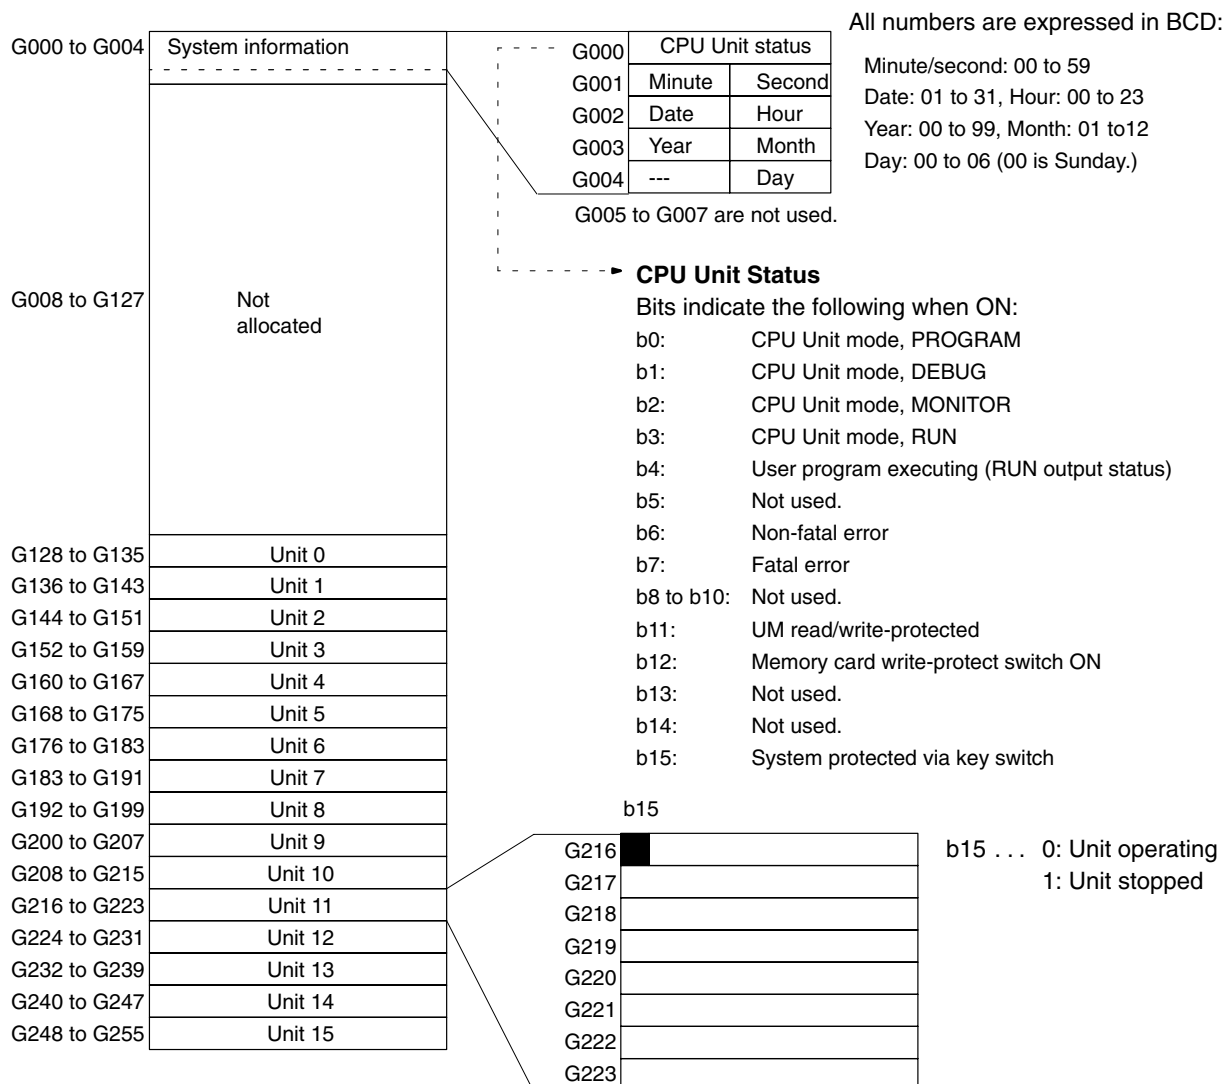 All numbers are expressed in BCD:
G000 to G004 System information
G000 CPU Unit status
G001 Minute Second
G002 Date Hour
G003 Year Month
G004 --- Day
Minute/second: 00 to 59
Date: 01 to 31, Hour: 00 to 23
Year: 00 to 99, Month: 01 to12
Day: 00 to 06 (00 is Sunday.)
G005 to G007 are not used.
G008 to G127 Not
allocated
CPU Unit Status
Bits indicate the following when ON:
b0: CPU Unit mode, PROGRAM
b1: CPU Unit mode, DEBUG
b2: CPU Unit mode, MONITOR
b3: CPU Unit mode, RUN
b4: User program executing (RUN output status)
b5: Not used.
b6: Non-fatal error
b7: Fatal error
b8 to b10: Not used.
b11: UM read/write-protected
b12: Memory card write-protect switch ON
b13: Not used.
b14: Not used.
b15: System protected via key switch
G128 to G135 Unit 0
G136 to G143 Unit 1
G144 to G151 Unit 2
G152 to G159 Unit 3
G160 to G167 Unit 4
G168 to G175 Unit 5
G176 to G183 Unit 6
G183 to G191 Unit 7
G192 to G199 Unit 8
G200 to G207 Unit 9
G208 to G215 Unit 10
G216 to G223 Unit 11
G224 to G231 Unit 12
G232 to G239 Unit 13
G240 to G247 Unit 14
G248 to G255 Unit 15
b15
G216
G217
G218
G219
G220
G221
G222
G223
b15 . . . 0: Unit operating
1: Unit stopped